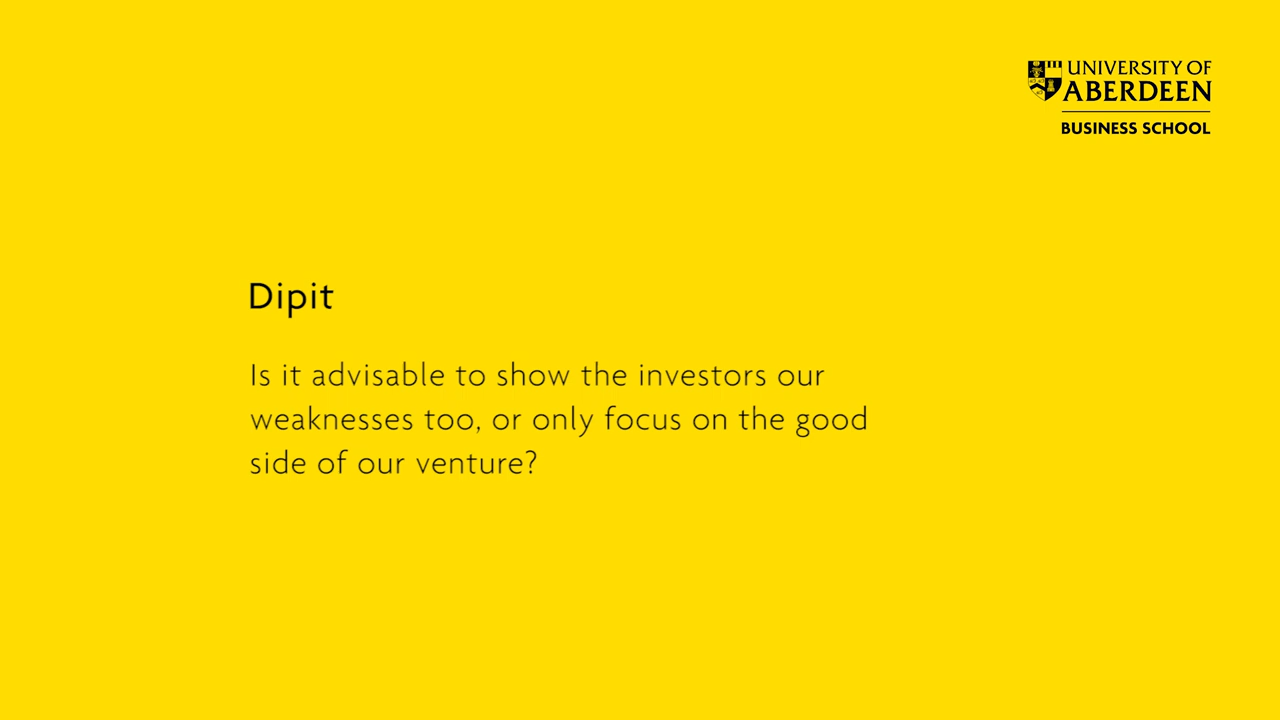 UNIVERSITY OF
ABERDEEN
BUSINESS SCHOOL
Dipit
Is it advisable to show the investors our
weaknesses too, or only focus on the good
side of our venture?